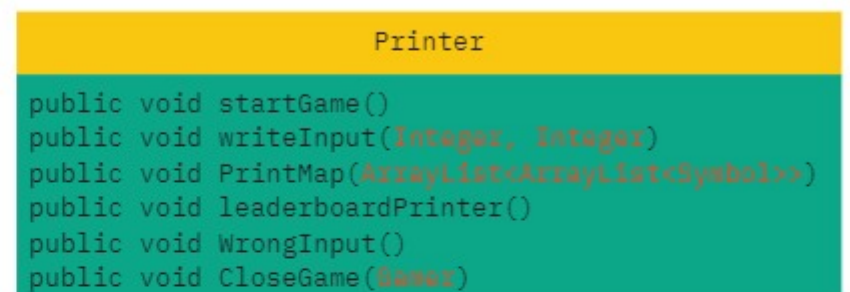 Printer
public void startGame()
public void writeInput(Integer, Integer)
public void PrintMap(ArrayList<ArrayList<Symbol>>)
public void leaderboardPrinter()
public void WrongInput()
public void CloseGame(Gamer)